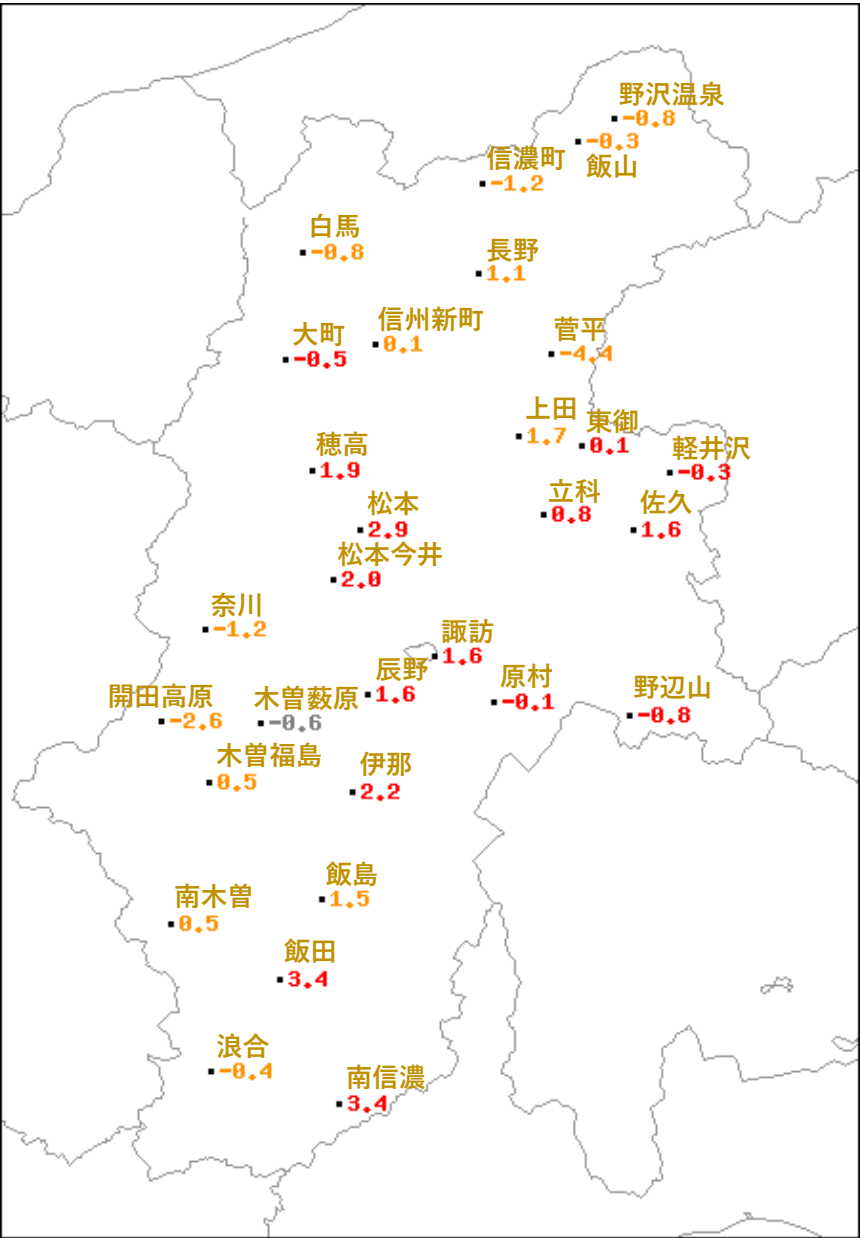 野沢温泉
-0.8
-0.3
飯山
信濃町
-1.2
白馬
-0.8
長野
1.1
信州新町
0.1
大町
-0.5
菅平
-4.4
上田
1.7
東御
0.1
軽井沢
-0.3
穂高
1.9
立科
0.8
佐久
1.6
松本
2.9
松本今井
2.0
奈川
-1.2
諏訪
1.6
辰野
1.6
原村
-0.1
野辺山
-0.8
開田高原
-2.6
木曽薮原
-0.6
木曽福島
0.5
伊那
2.2
飯島
1.5
南木曽
0.5
飯田
3.4
浪合
-0.4
南信濃
3.4